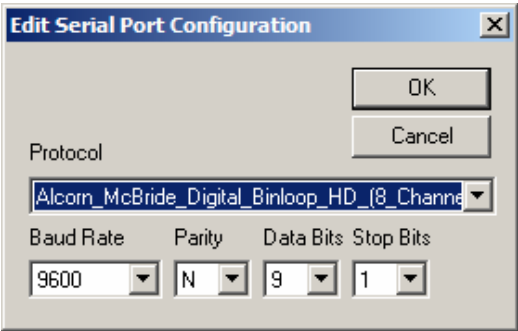 Edit Serial Port Configuration
OK
Cancel
Protocol
Alcorn_McBride_Digital_Binloop_HD_(8_Channe
Baud Rate Parity Data Bits Stop Bits
9600 N 9 1